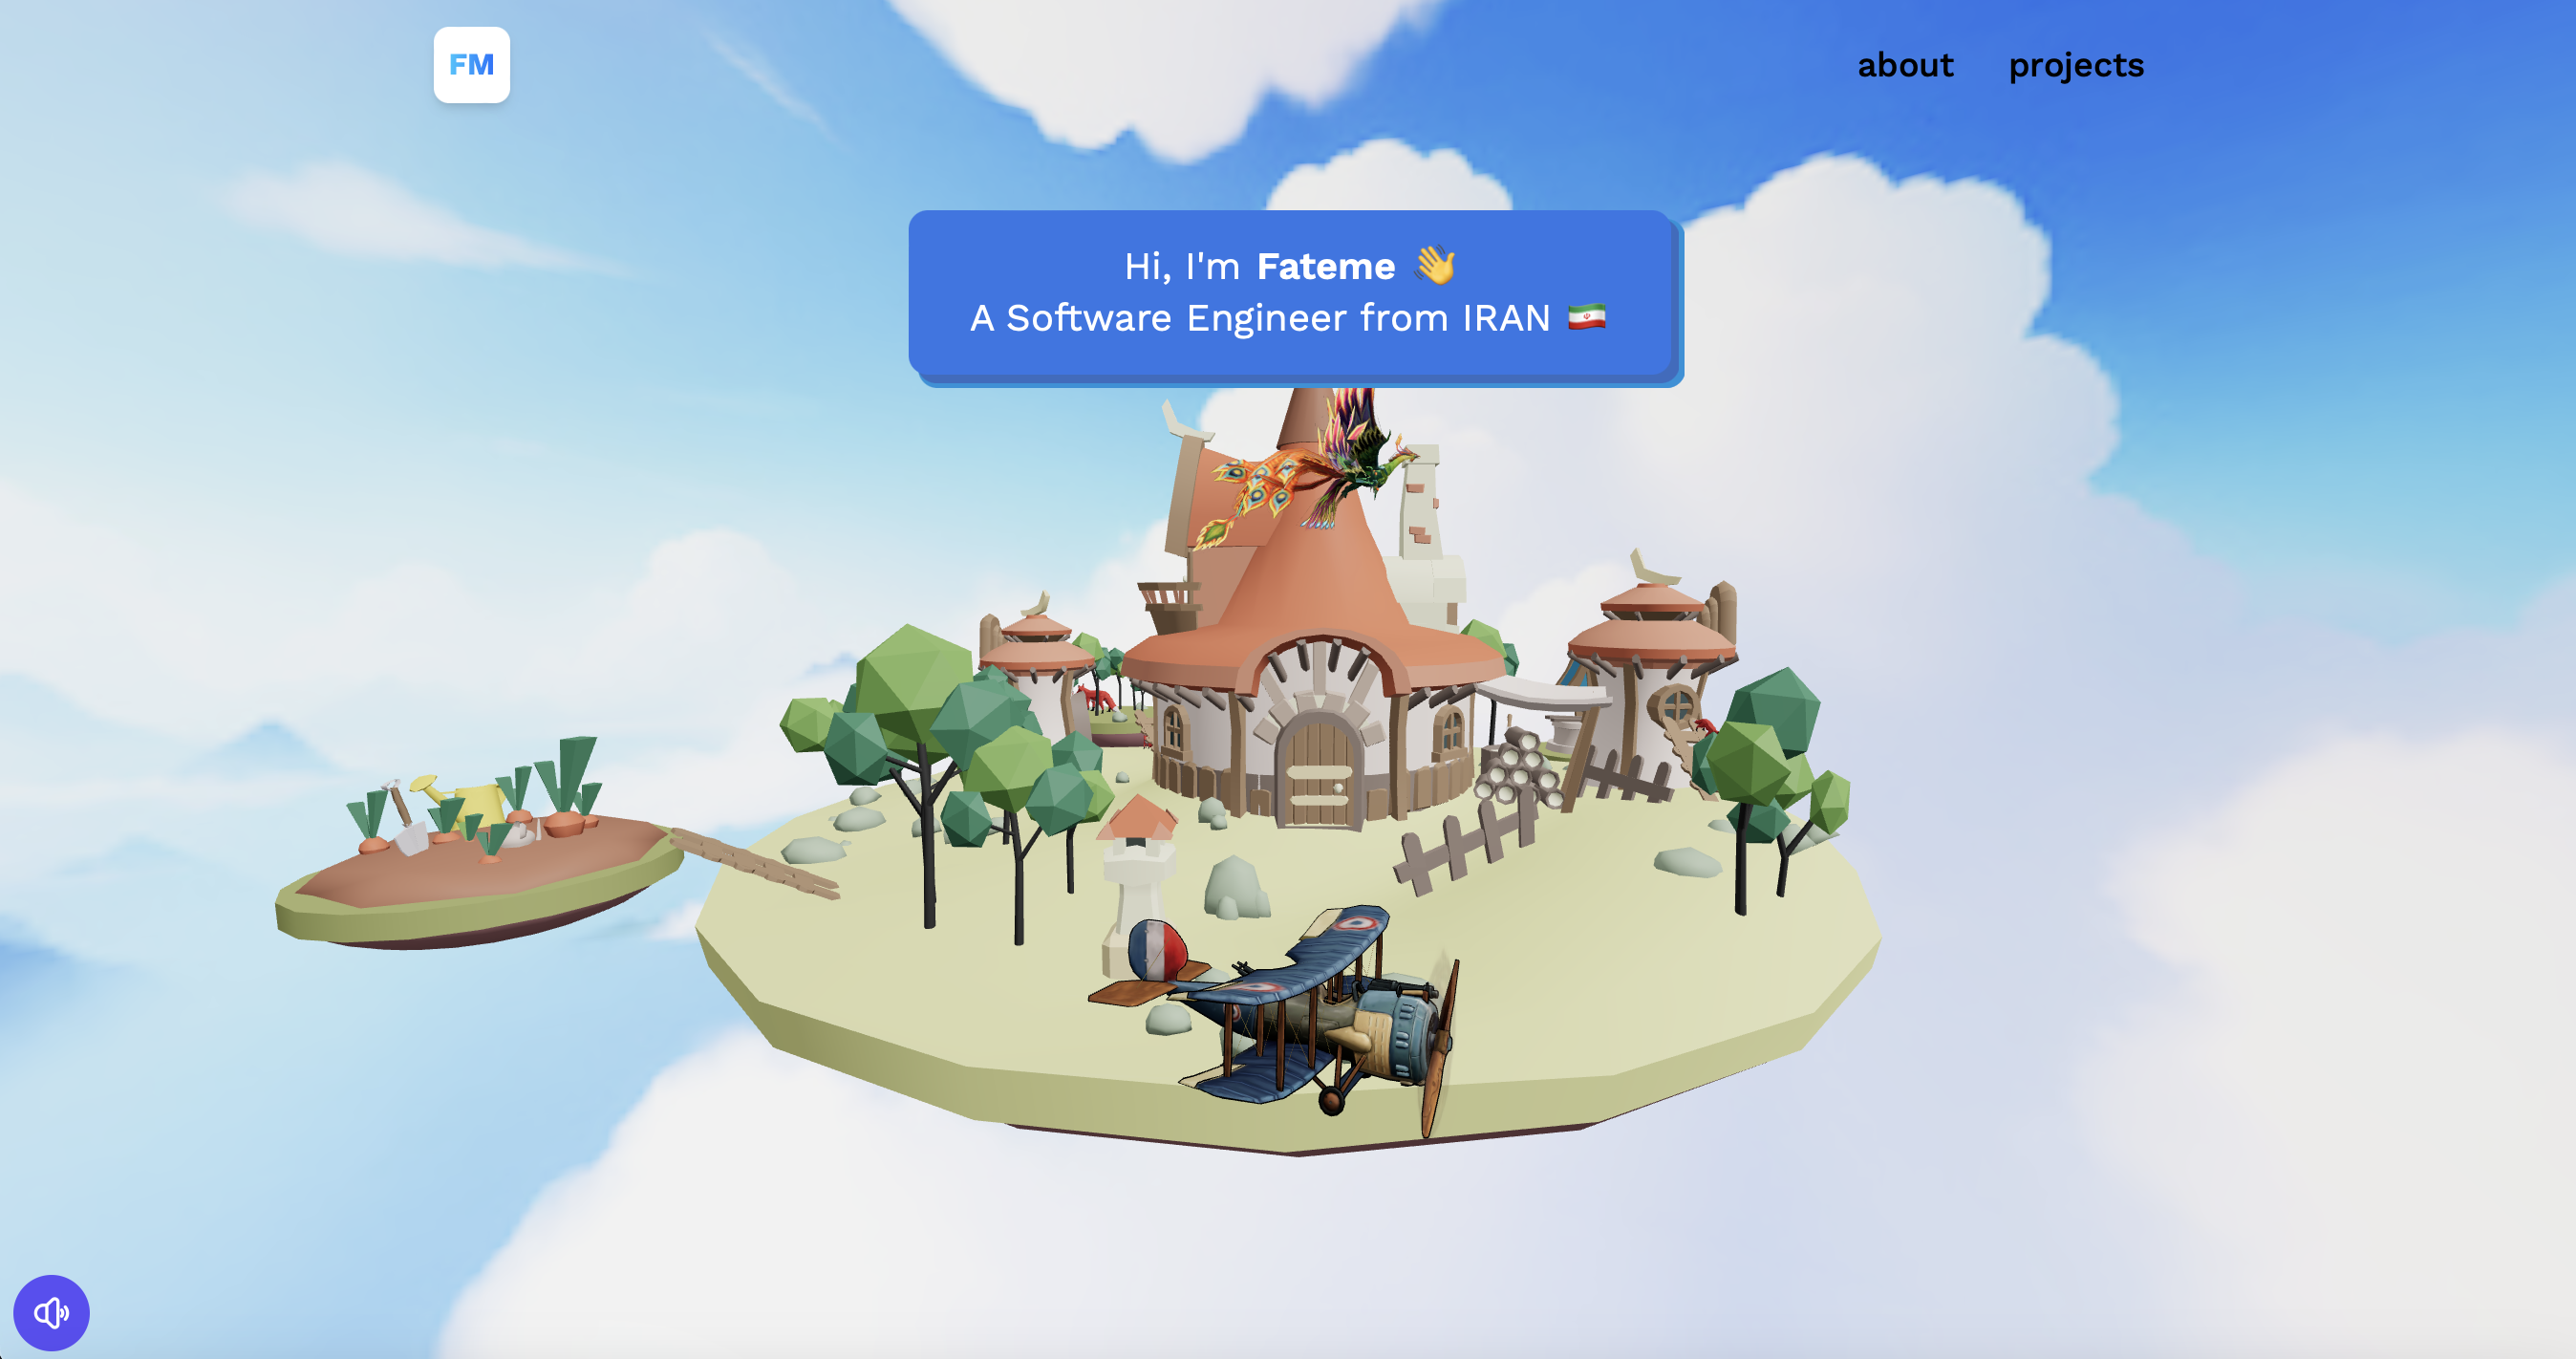 FM
about projects
Hi, I'm Fateme 👋
A Software Engineer from IRAN 🇮🇷